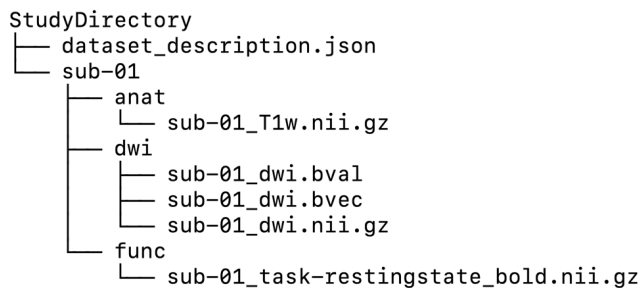 StudyDirectory
├── dataset_description.json
└── sub-01
    ├── anat
    │   └── sub-01_T1w.nii.gz
    ├── dwi
    │   ├── sub-01_dwi.bval
    │   ├── sub-01_dwi.bvec
    │   └── sub-01_dwi.nii.gz
    └── func
        └── sub-01_task-restingstate_bold.nii.gz